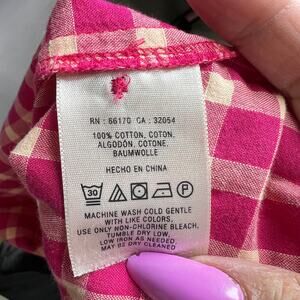 RN : 66170 CA : 32054
100% COTTON, COTON,
ALGODÓN, COTONE,
BAUMWOLLE
HECHO EN CHINA
30 P
MACHINE WASH COLD GENTLE
WITH LIKE COLORS,
USE ONLY NON-CHLORINE BLEACH,
TUMBLE DRY LOW,
LOW IRON AS NEEDED,
MAY BE DRY CLEANED